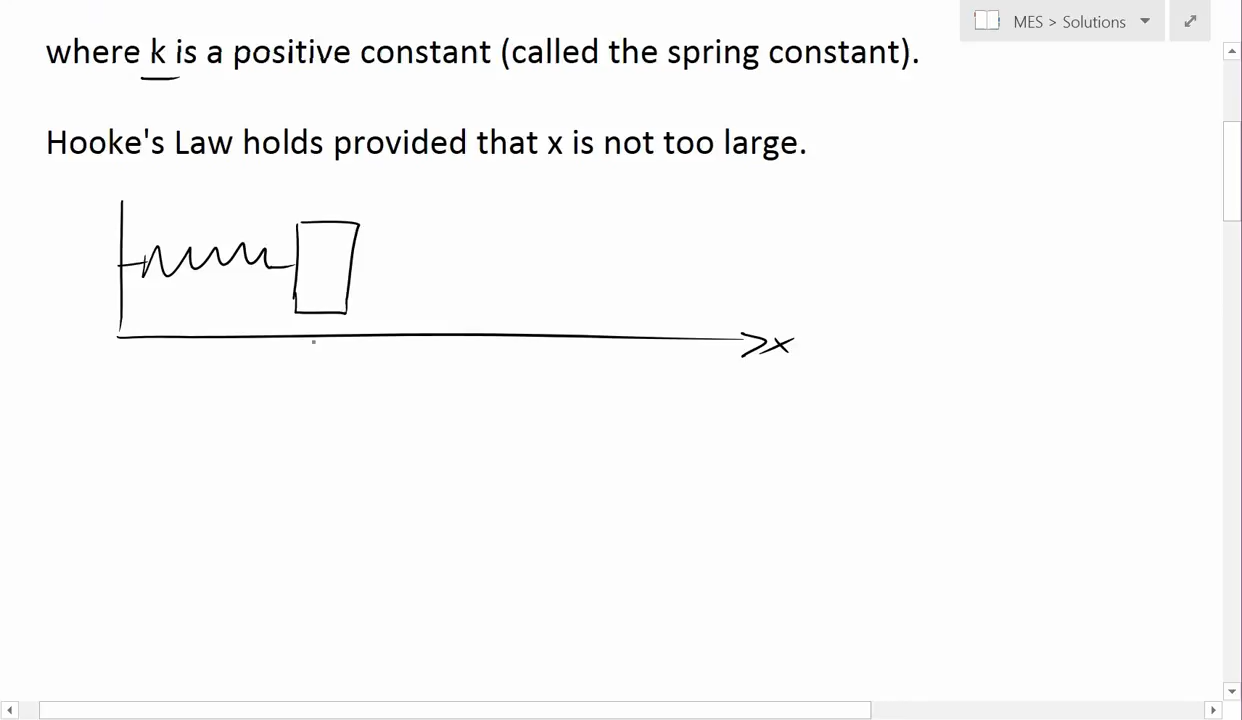 MES > Solutions
where k is a positive constant (called the spring constant).
Hooke's Law holds provided that x is not too large.
x